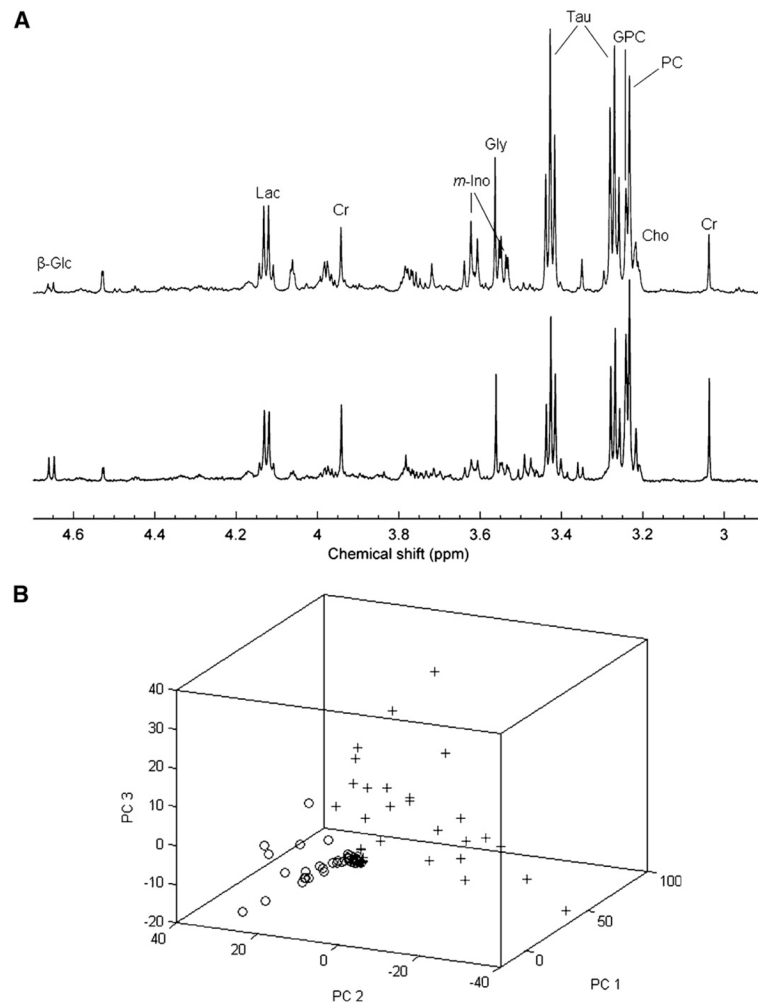 A
Tau
GPC
PC
Gly
m-Ino
Lac
Cr
β-Glc
Cho
Cr
4.6 4.2 4 3.8 3.6 3.4 3.2 3
Chemical shift (ppm)
B
40
30
20
10
0
-10
-20
PC 3
40 20 0 -20 -40
PC 2
0 50 100
PC 1